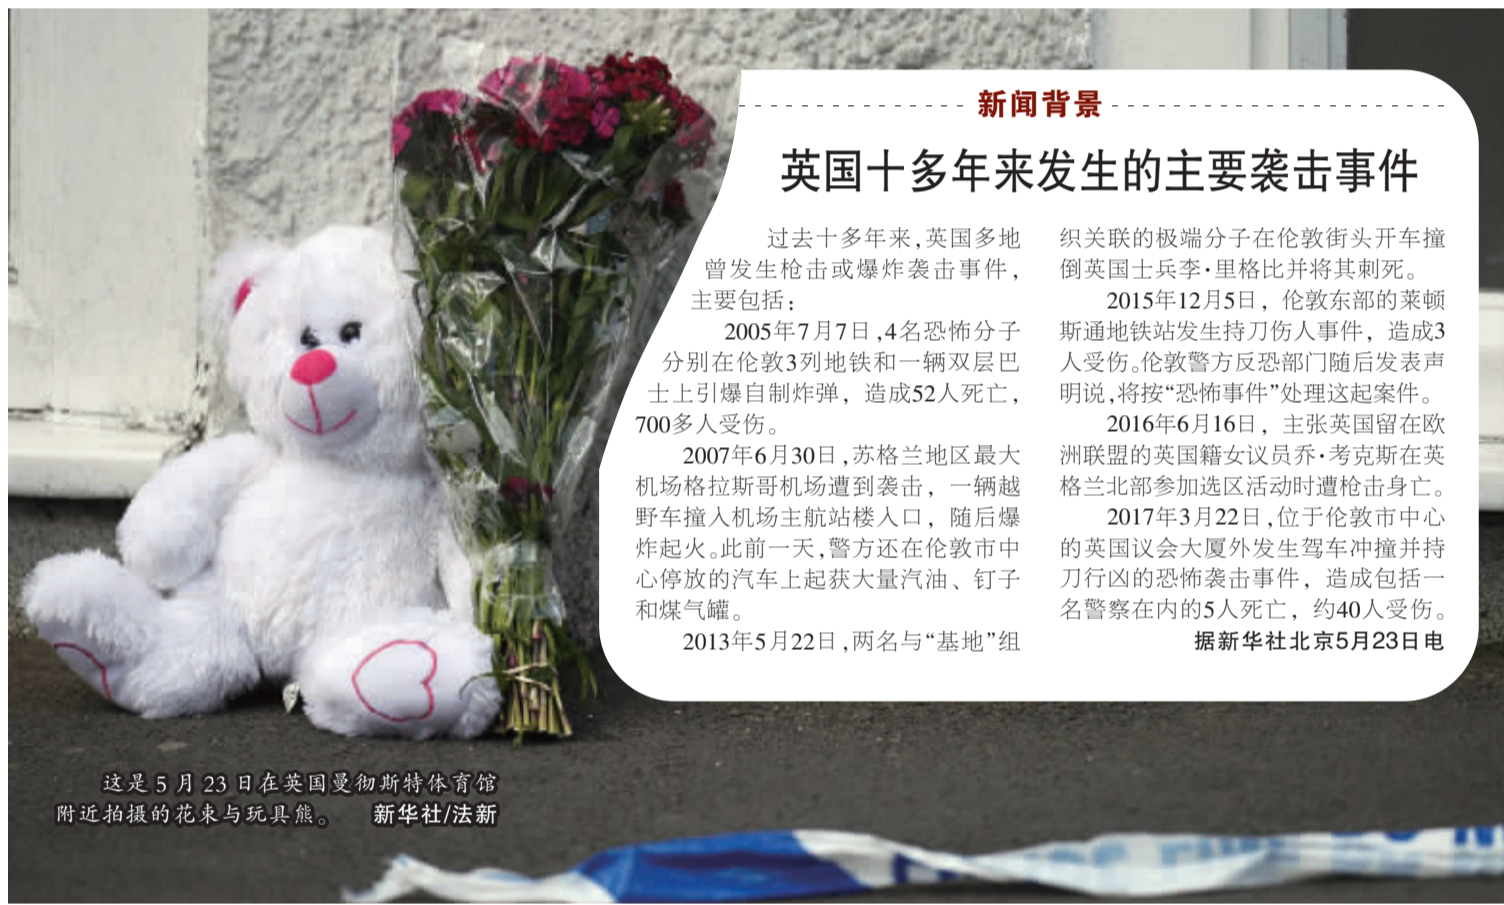 新闻背景
英国十多年来发生的主要袭击事件
过去十多年来,英国多地
曾发生枪击或爆炸袭击事件,
主要包括:
2005年7月7日,4名恐怖分子
分别在伦敦3列地铁和一辆双层巴
士上引爆自制炸弹,造成52人死亡,
700多人受伤。
2007年6月30日,苏格兰地区最大
机场格拉斯哥机场遭到袭击,一辆越
野车撞入机场主航站楼入口,随后爆
炸起火。此前一天,警方还在伦敦市中
心停放的汽车上起获大量汽油、钉子
和煤气罐。
2013年5月22日,两名与“基地”组
织关联的极端分子在伦敦街头开车撞
倒英国士兵李·里格比并将其刺死。
2015年12月5日,伦敦东部的莱顿
斯通地铁站发生持刀伤人事件,造成3
人受伤。伦敦警方反恐部门随后发表声
明说,将按“恐怖事件”处理这起案件。
2016年6月16日,主张英国留在欧
洲联盟的英国籍女议员乔·考克斯在英
格兰北部参加选区活动时遭枪击身亡。
2017年3月22日,位于伦敦市中心
的英国议会大厦外发生驾车冲撞并持
刀行凶的恐怖袭击事件,造成包括一
名警察在内的5人死亡,约40人受伤。
据新华社北京5月23日电
这是5月23日在英国曼彻斯特体育馆
附近拍摄的花束与玩具熊。 新华社/法新